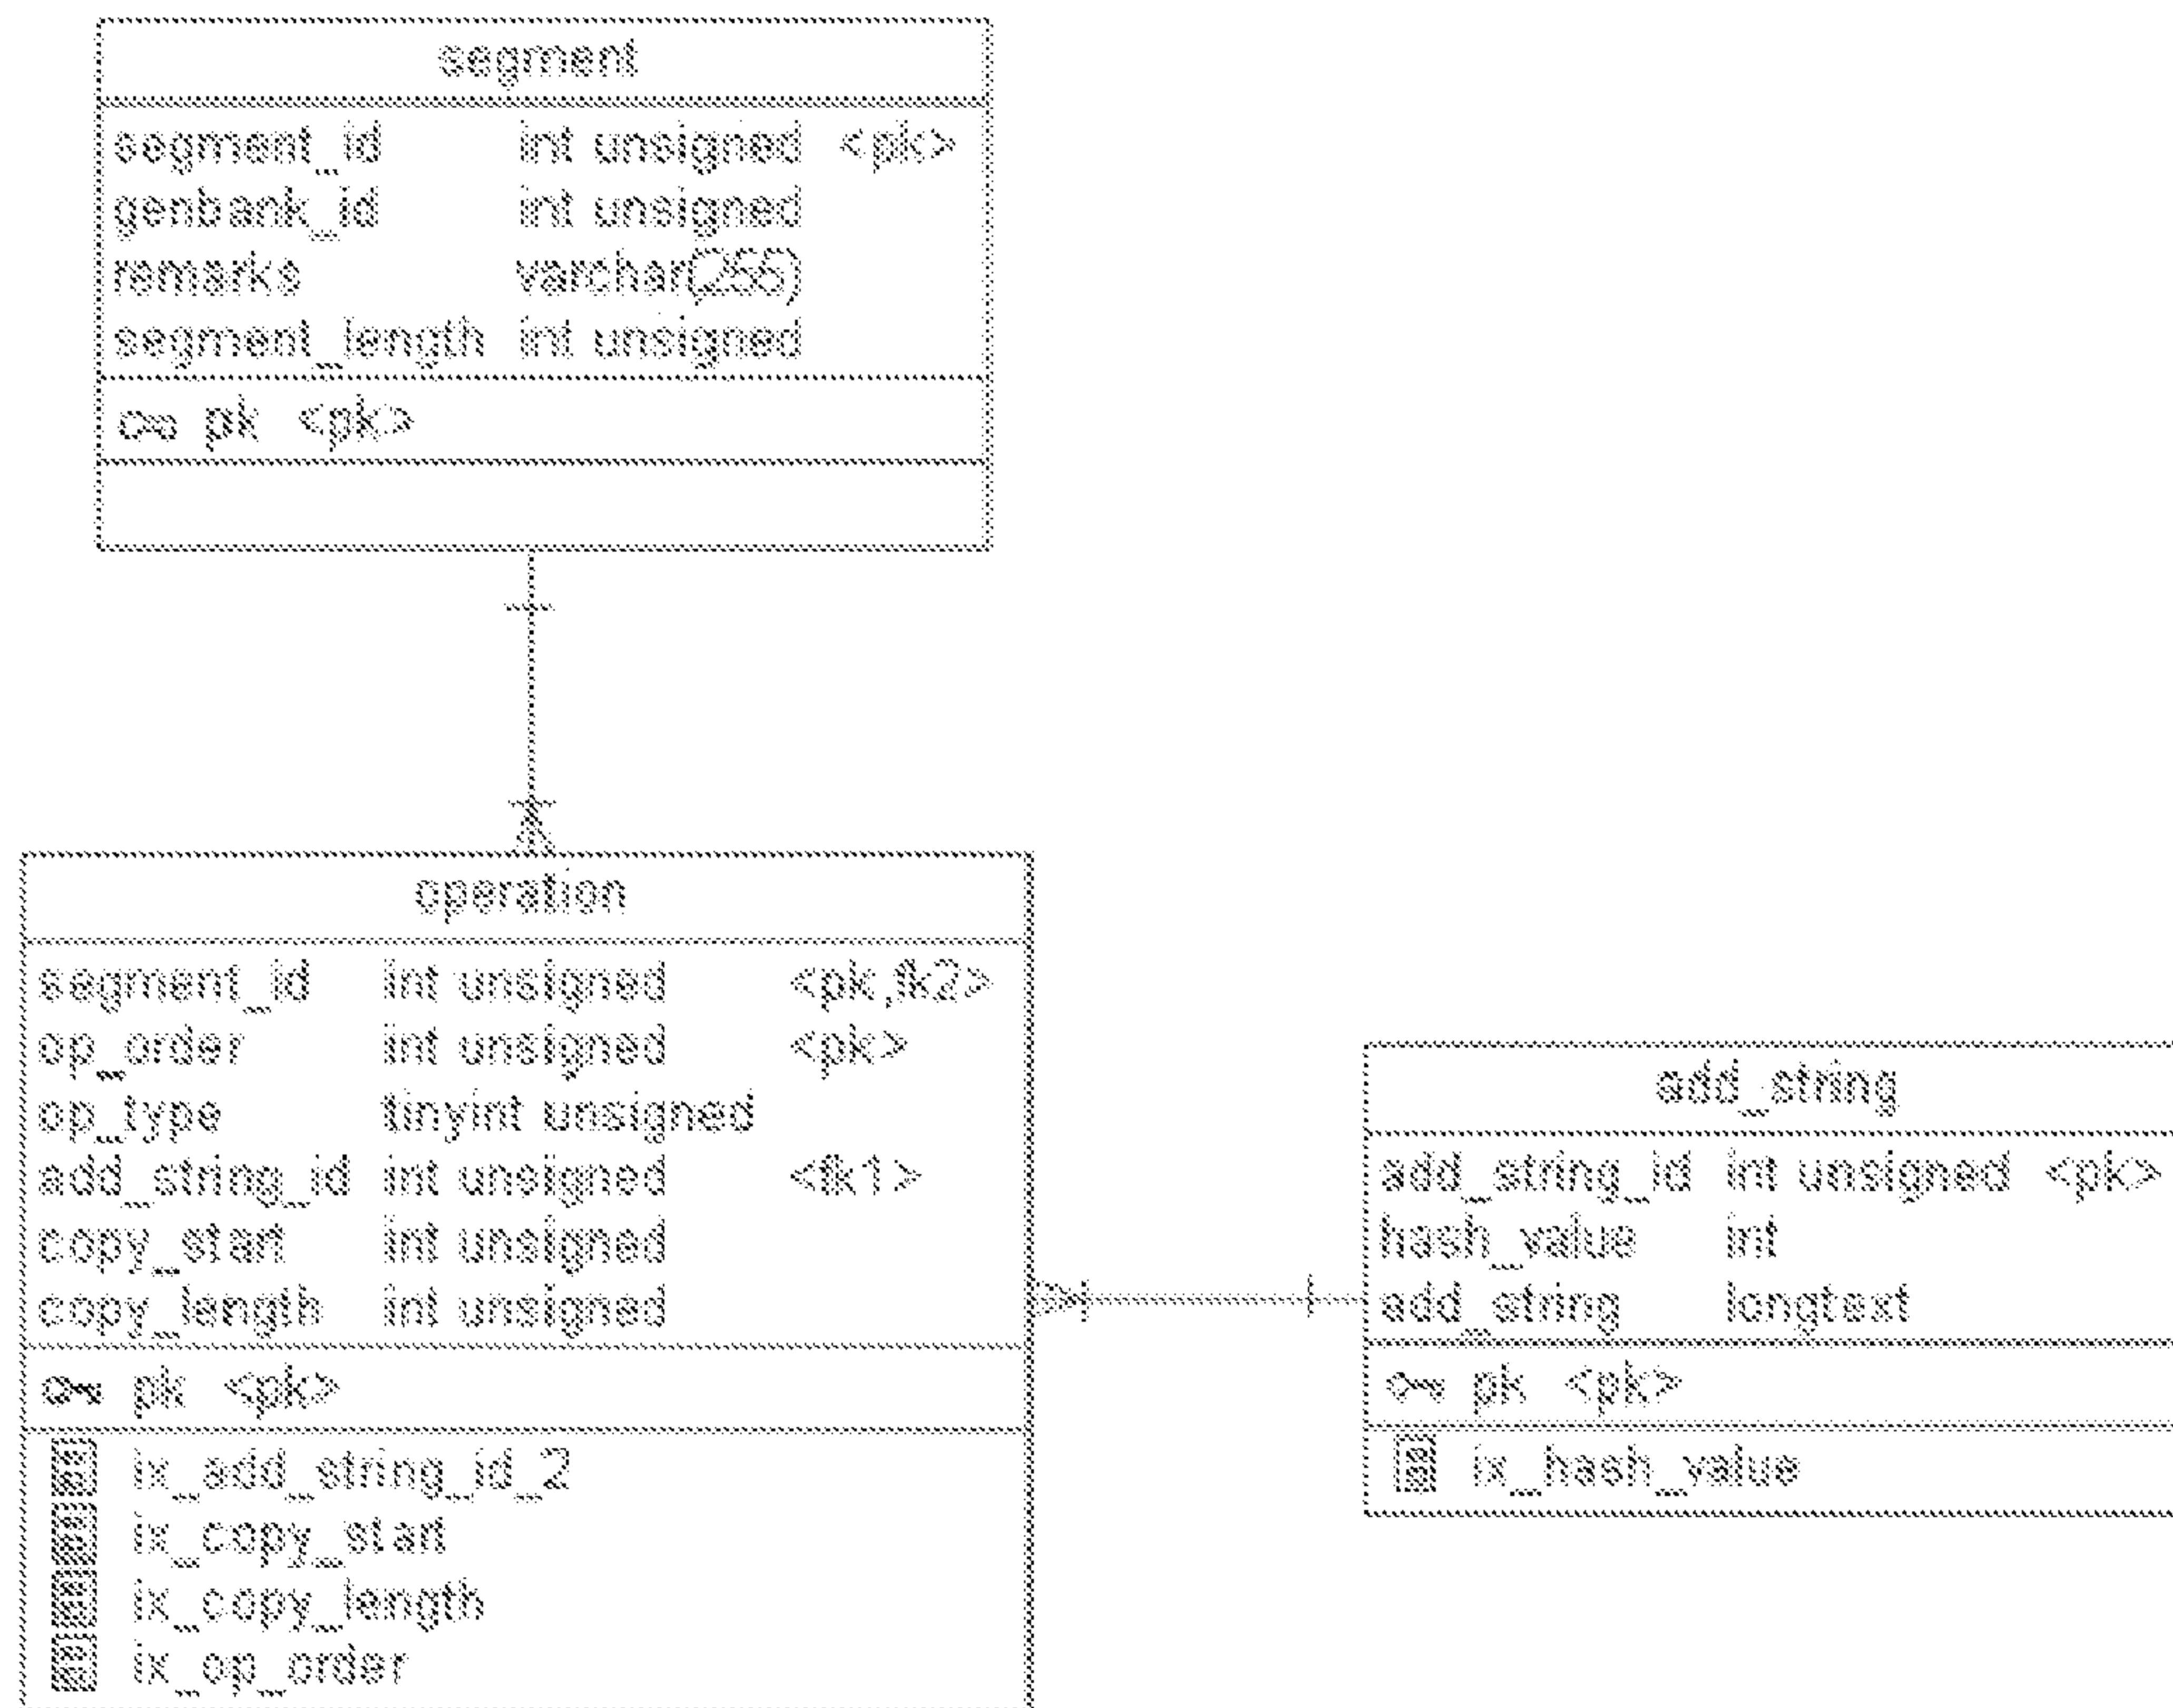 segment
segment_id int unsigned <pk>
genbank_id int unsigned
remarks varchar(255)
segment_length int unsigned
pk <pk>
operation
segment_id int unsigned <pk,fk2>
op_order int unsigned <pk>
op_type tinyint unsigned
add_string_id int unsigned <fk1>
copy_start int unsigned
copy_length int unsigned
pk <pk>
ix_add_string_id_2
ix_copy_start
ix_copy_length
ix_op_order
add_string
add_string_id int unsigned <pk>
hash_value int
add_string longtext
pk <pk>
ix_hash_value